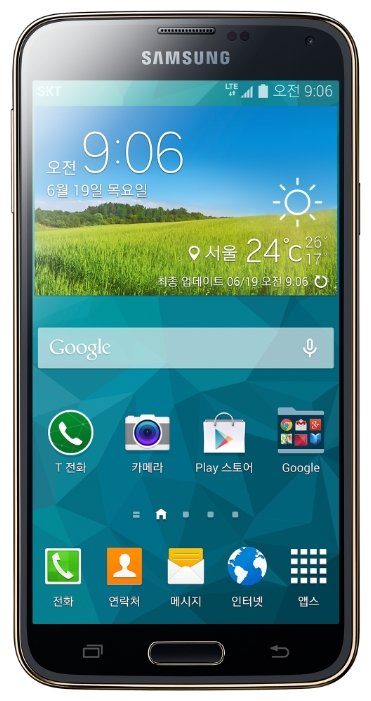 SAMSUNG
SKT LTE 오전 9:06
오전 9:06
6월 19일 목요일
서울 24°c 26° 17°
최종 업데이트 06/19 오전 9:06
Google
T 전화 카메라 Play 스토어 Google
전화 연락처 메시지 인터넷 앱스